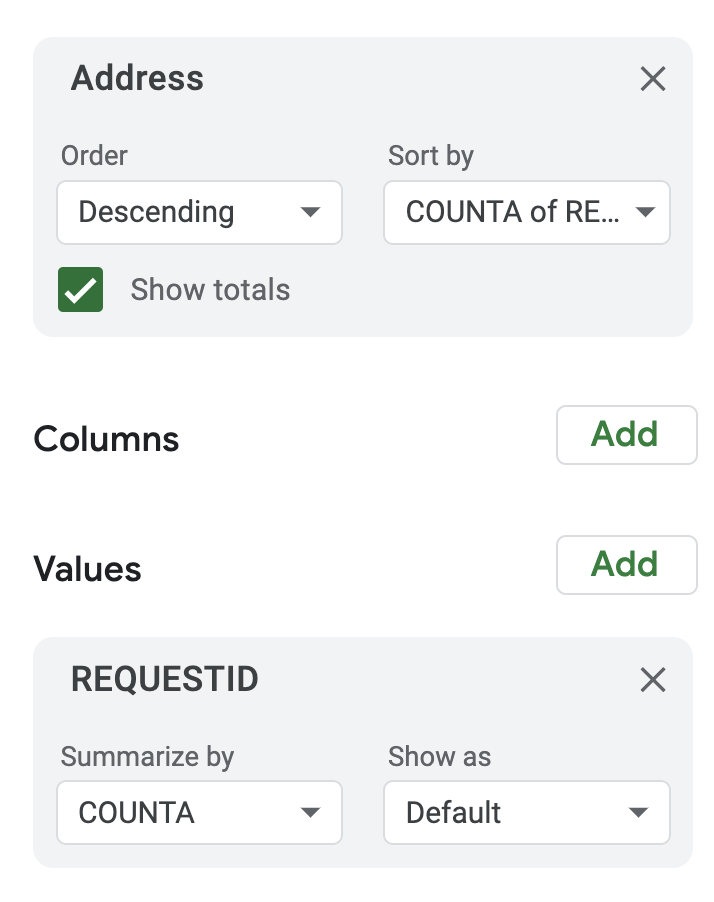 Address
Order Sort by
Descending COUNTA of RE...
Show totals
Columns Add
Values Add
REQUESTID
Summarize by Show as
COUNTA Default